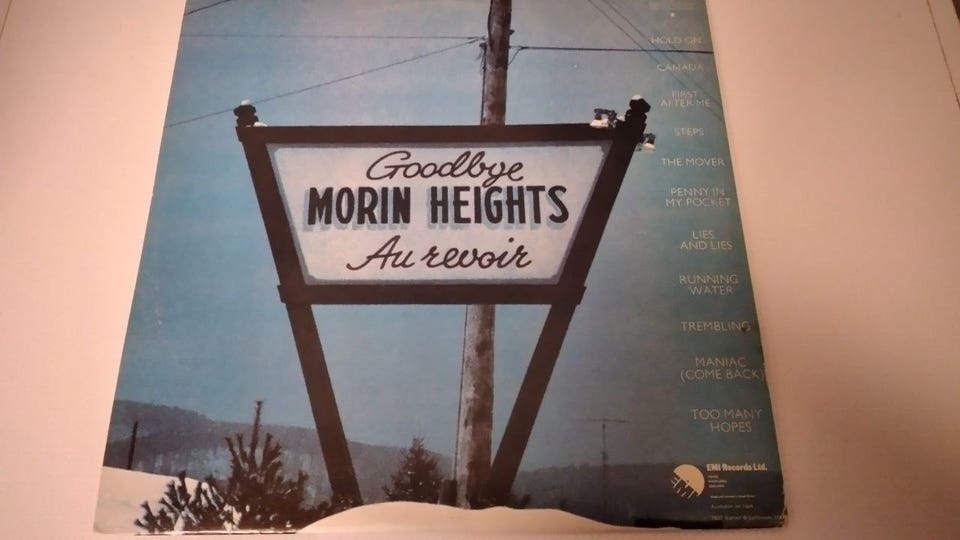 Goodbye
MORIN HEIGHTS
Au revoir
HOLD ON
CANADA
FIRST
AFTER ME
STEPS
THE MOVER
PENNY IN
MY POCKET
LIES
AND LIES
RUNNING
WATER
TREMBLING
MANIAC
(COME BACK)
TOO MANY
HOPES
EMI Records Ltd.